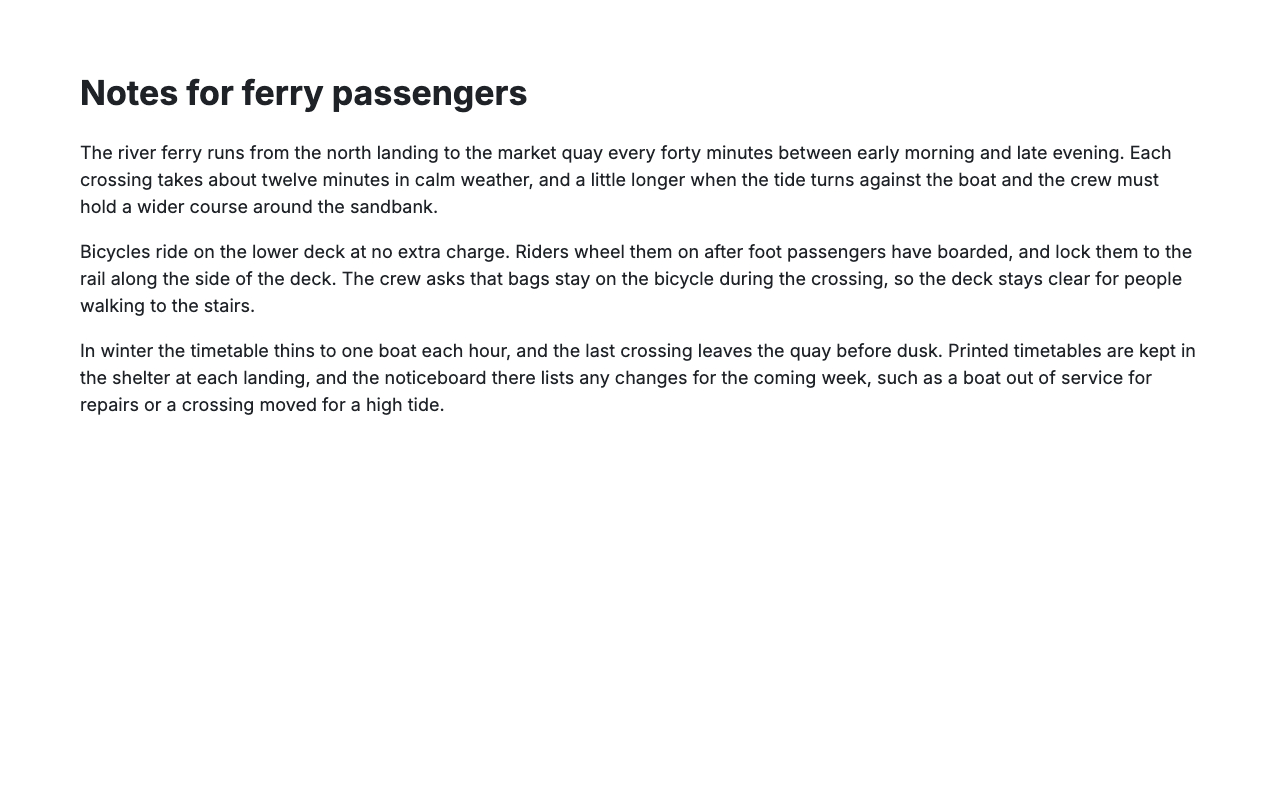 Notes for ferry passengers
The river ferry runs from the north landing to the market quay every forty minutes between early morning and late evening. Each
crossing takes about twelve minutes in calm weather, and a little longer when the tide turns against the boat and the crew must
hold a wider course around the sandbank.
Bicycles ride on the lower deck at no extra charge. Riders wheel them on after foot passengers have boarded, and lock them to the
rail along the side of the deck. The crew asks that bags stay on the bicycle during the crossing, so the deck stays clear for people
walking to the stairs.
In winter the timetable thins to one boat each hour, and the last crossing leaves the quay before dusk. Printed timetables are kept in
the shelter at each landing, and the noticeboard there lists any changes for the coming week, such as a boat out of service for
repairs or a crossing moved for a high tide.